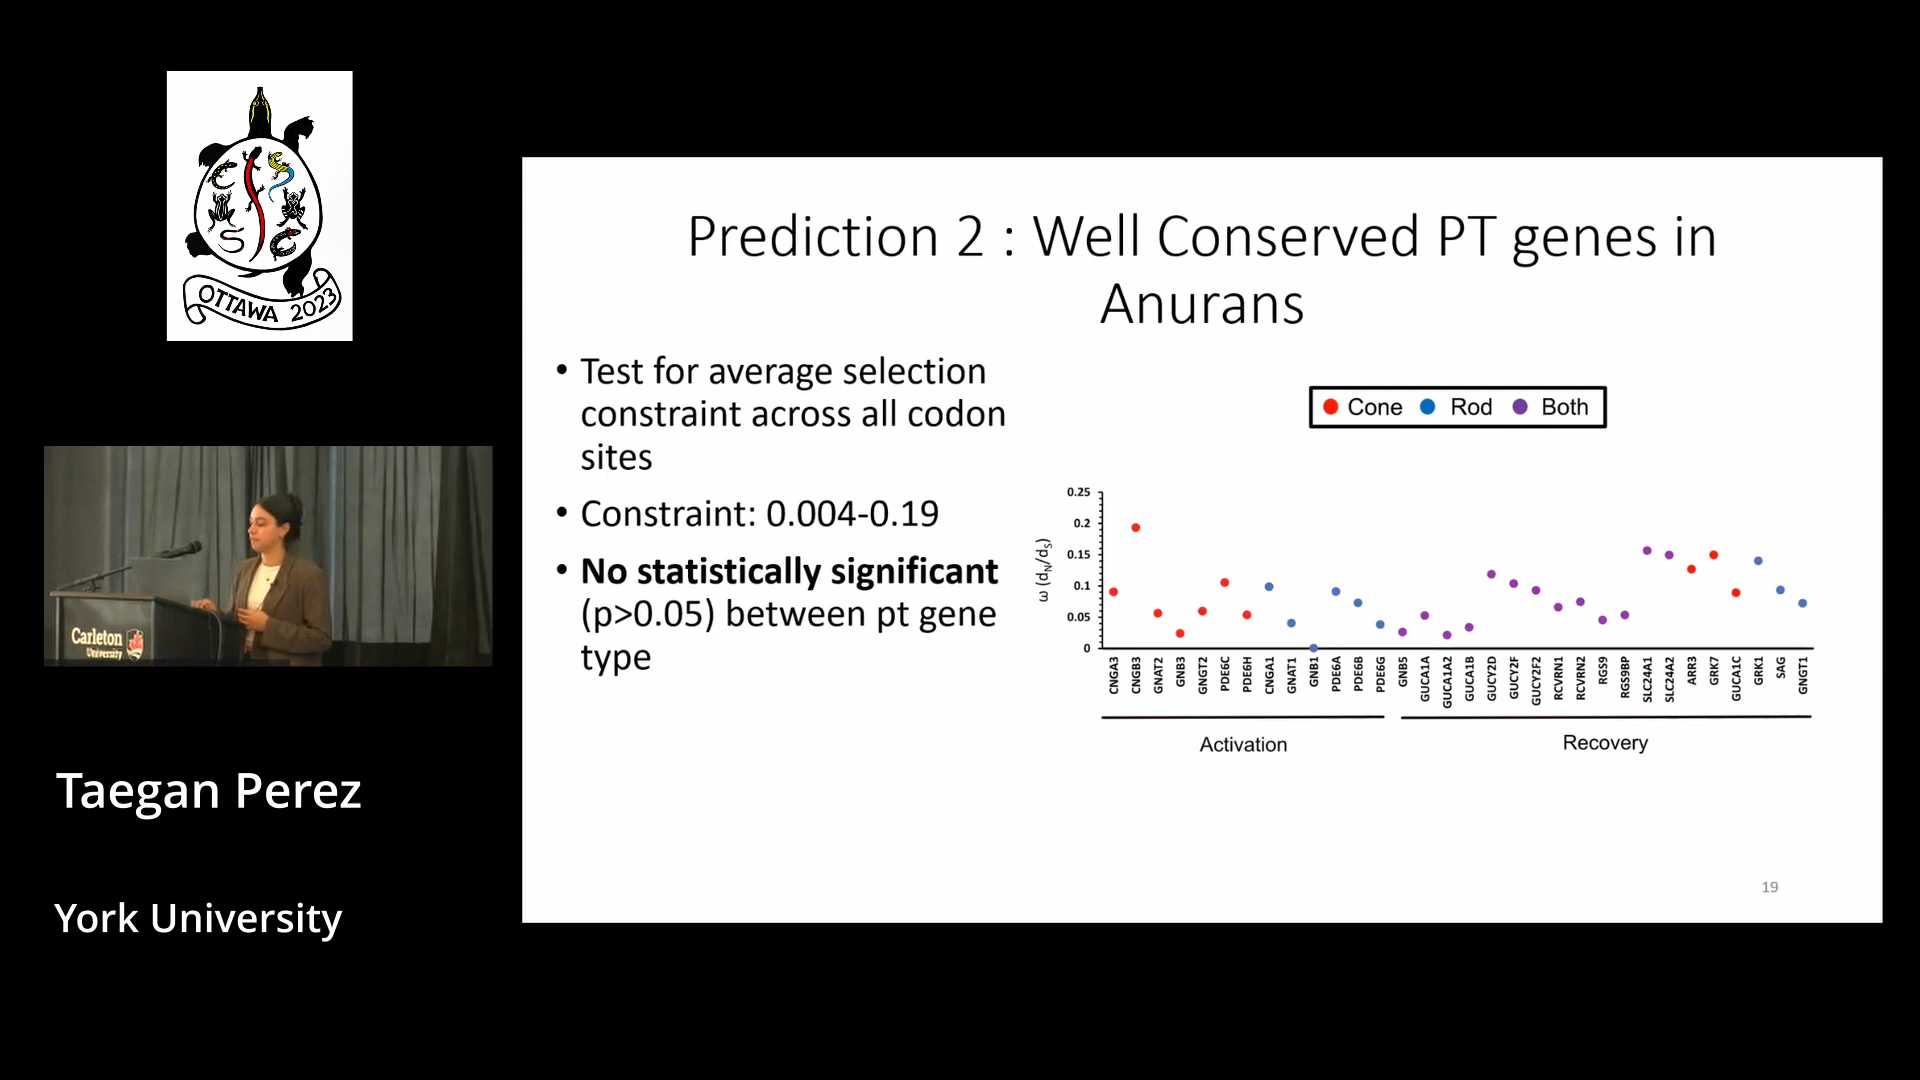 OTTAWA 2023
Carleton
University
Taegan Perez
York University
Prediction 2 : Well Conserved PT genes in
Anurans
• Test for average selection
constraint across all codon
sites
• Constraint: 0.004-0.19
• No statistically significant
(p>0.05) between pt gene
type
Cone Rod Both
ω (dN/dS)
0.25
0.2
0.15
0.1
0.05
0
CNGA3
CNGB3
GNAT2
GNB3
GNGT2
PDE6C
PDE6H
CNGA1
GNAT1
GNB1
PDE6A
PDE6B
PDE6G
GNB5
GUCA1A
GUCA1A2
GUCA1B
GUCY2D
GUCY2F
GUCY2F2
RCVRN1
RCVRN2
RGS9
RGS9BP
SLC24A1
SLC24A2
ARR3
GRK7
GUCA1C
GRK1
SAG
GNGT1
Activation
Recovery
19